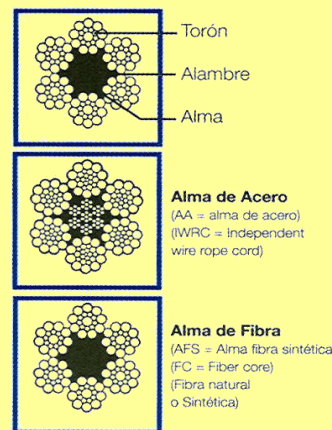 Torón
Alambre
Alma
Alma de Acero
(AA = alma de acero)
(IWRC = Independent
wire rope cord)
Alma de Fibra
(AFS = Alma fibra sintética
(FC = Fiber core)
(Fibra natural
o Sintética)